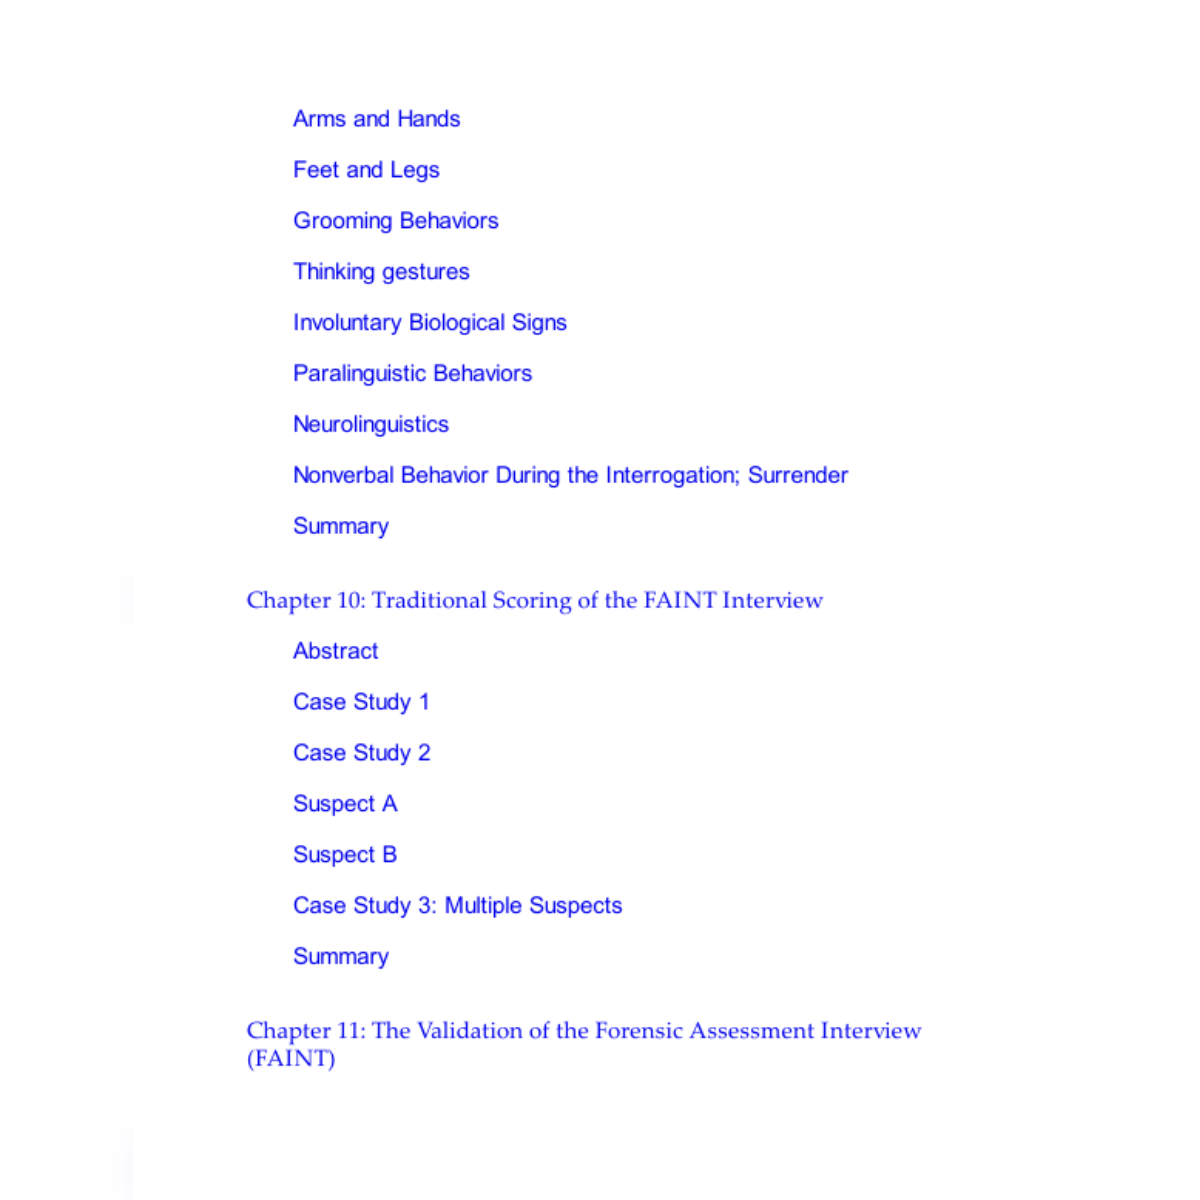 Arms and Hands
Feet and Legs
Grooming Behaviors
Thinking gestures
Involuntary Biological Signs
Paralinguistic Behaviors
Neurolinguistics
Nonverbal Behavior During the Interrogation; Surrender
Summary
Chapter 10: Traditional Scoring of the FAINT Interview
Abstract
Case Study 1
Case Study 2
Suspect A
Suspect B
Case Study 3: Multiple Suspects
Summary
Chapter 11: The Validation of the Forensic Assessment Interview
(FAINT)